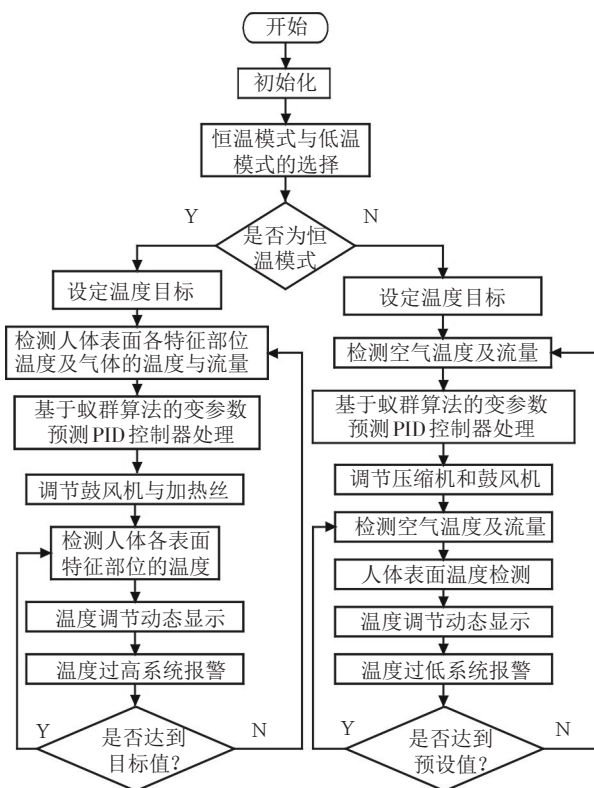 开始
初始化
恒温模式与低温
模式的选择
Y
N
是否为恒
温模式
设定温度目标
检测人体表面各特征部位
温度及气体的温度与流量
基于蚁群算法的变参数
预测PID控制器处理
调节鼓风机与加热丝
检测人体各表面
特征部位的温度
温度调节动态显示
温度过高系统报警
Y
是否达到
目标值?
N
设定温度目标
检测空气温度及流量
基于蚁群算法的变参数
预测PID控制器处理
调节压缩机和鼓风机
检测空气温度及流量
人体表面温度检测
温度调节动态显示
温度过低系统报警
Y
是否达到
预设值?
N